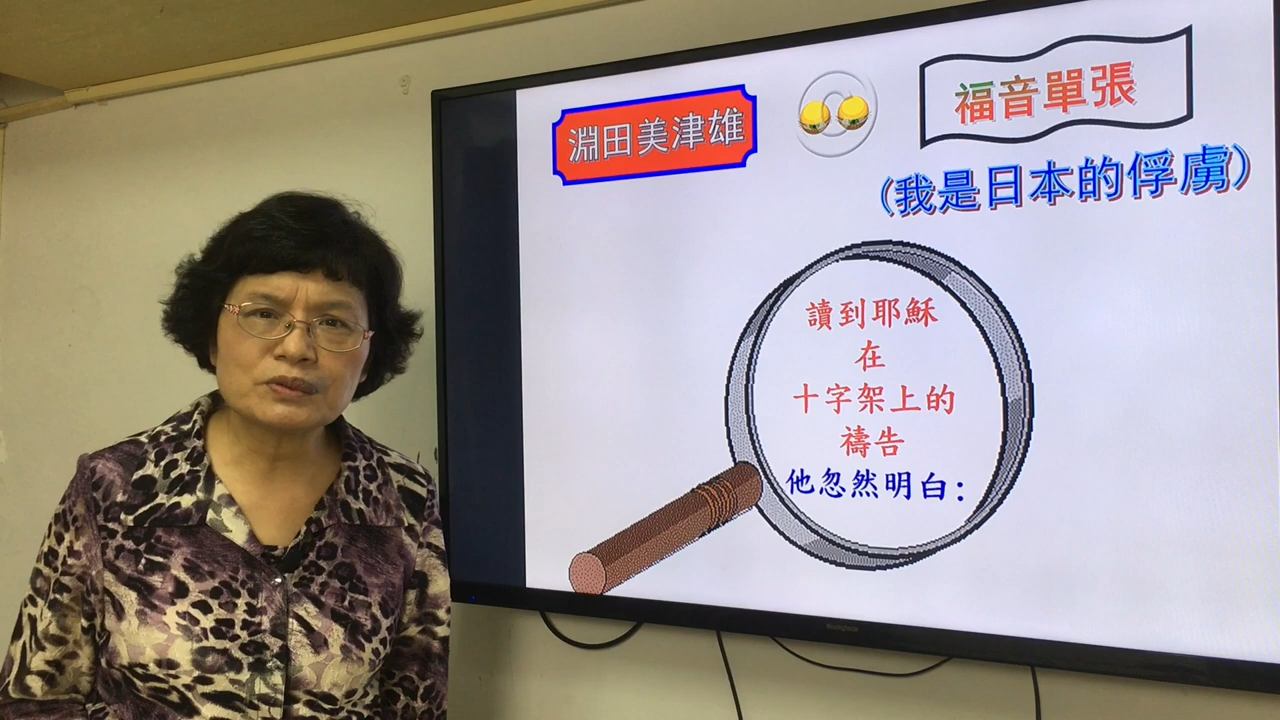 淵田美津雄
福音單張
(我是日本的俘虜)
讀到耶穌
在
十字架上的
禱告
他忽然明白: